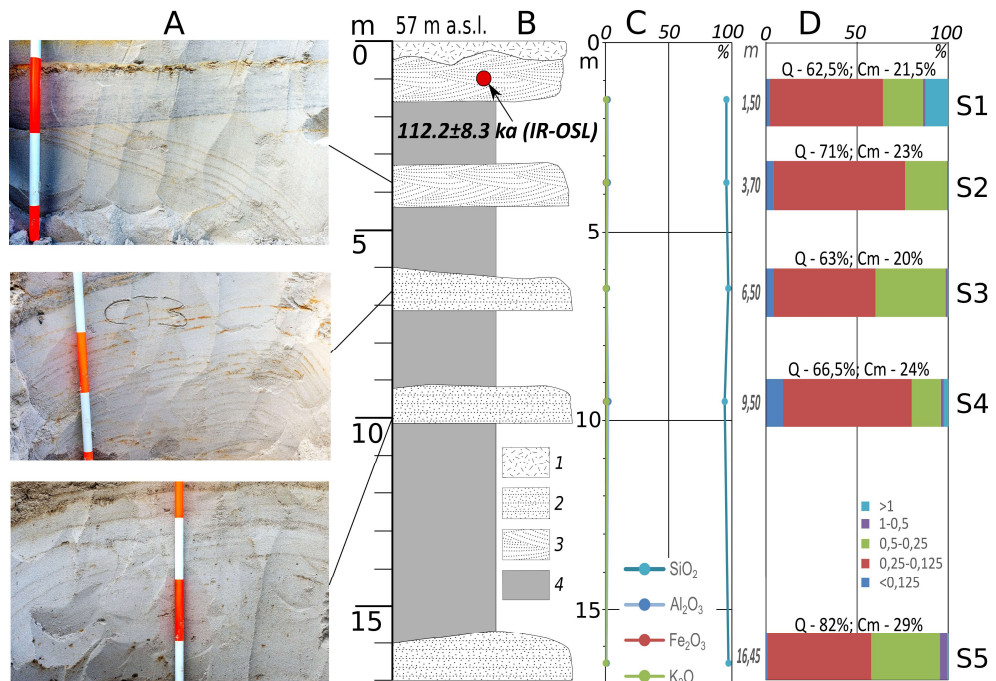 A
B
C
D
m
57 m a.s.l.
0
5
10
15
112.2±8.3 ka (IR-OSL)
1
2
3
4
0 50 100
%
0
m
5
10
15
SiO₂
Al₂O₃
Fe₂O₃
K₂O
0 50 100
m %
Q - 62,5%; Cm - 21,5%
1,50
S1
Q - 71%; Cm - 23%
3,70
S2
Q - 63%; Cm - 20%
6,50
S3
Q - 66,5%; Cm - 24%
9,50
S4
>1
1-0,5
0,5-0,25
0,25-0,125
<0,125
Q - 82%; Cm - 29%
16,45
S5